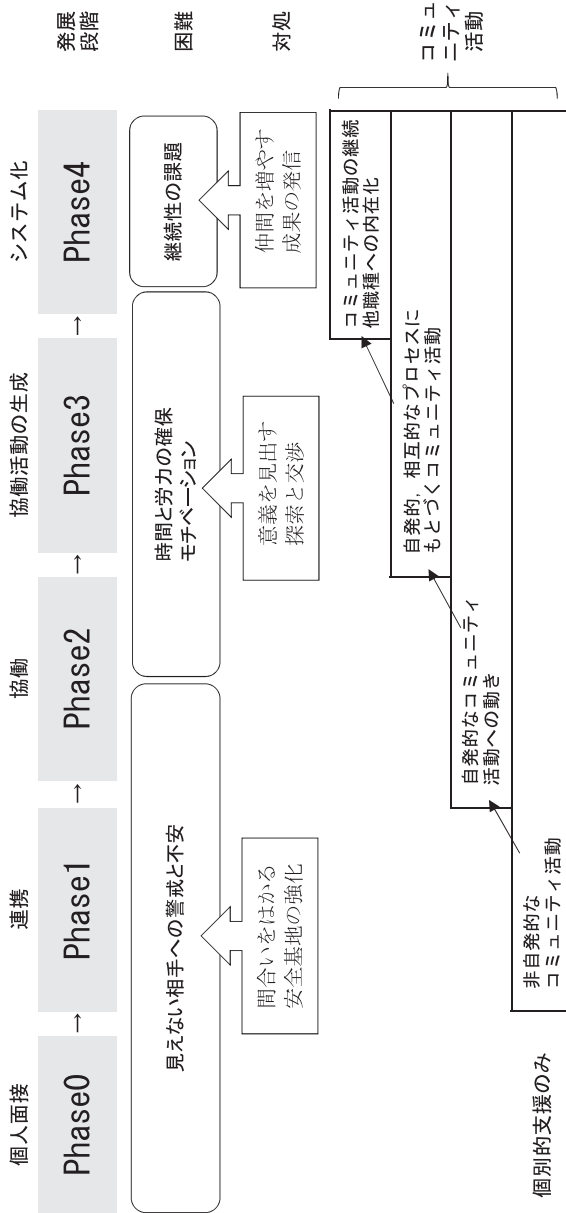 個人面接
連携
協働
協働活動の生成
システム化
Phase0
→
Phase1
→
Phase2
→
Phase3
→
Phase4
発展
段階
見えない相手への警戒と不安
時間と労力の確保
モチベーション
継続性の課題
困難
間合いをはかる
安全基地の強化
意義を見出す
探索と交渉
仲間を増やす
成果の発信
対処
コミュニティ活動の継続
他職種への内在化
自発的，相互的なプロセスに
もとづくコミュニティ活動
自発的なコミュニティ
活動への動き
非自発的な
コミュニティ活動
個別的支援のみ
コミュ
ニティ
活動